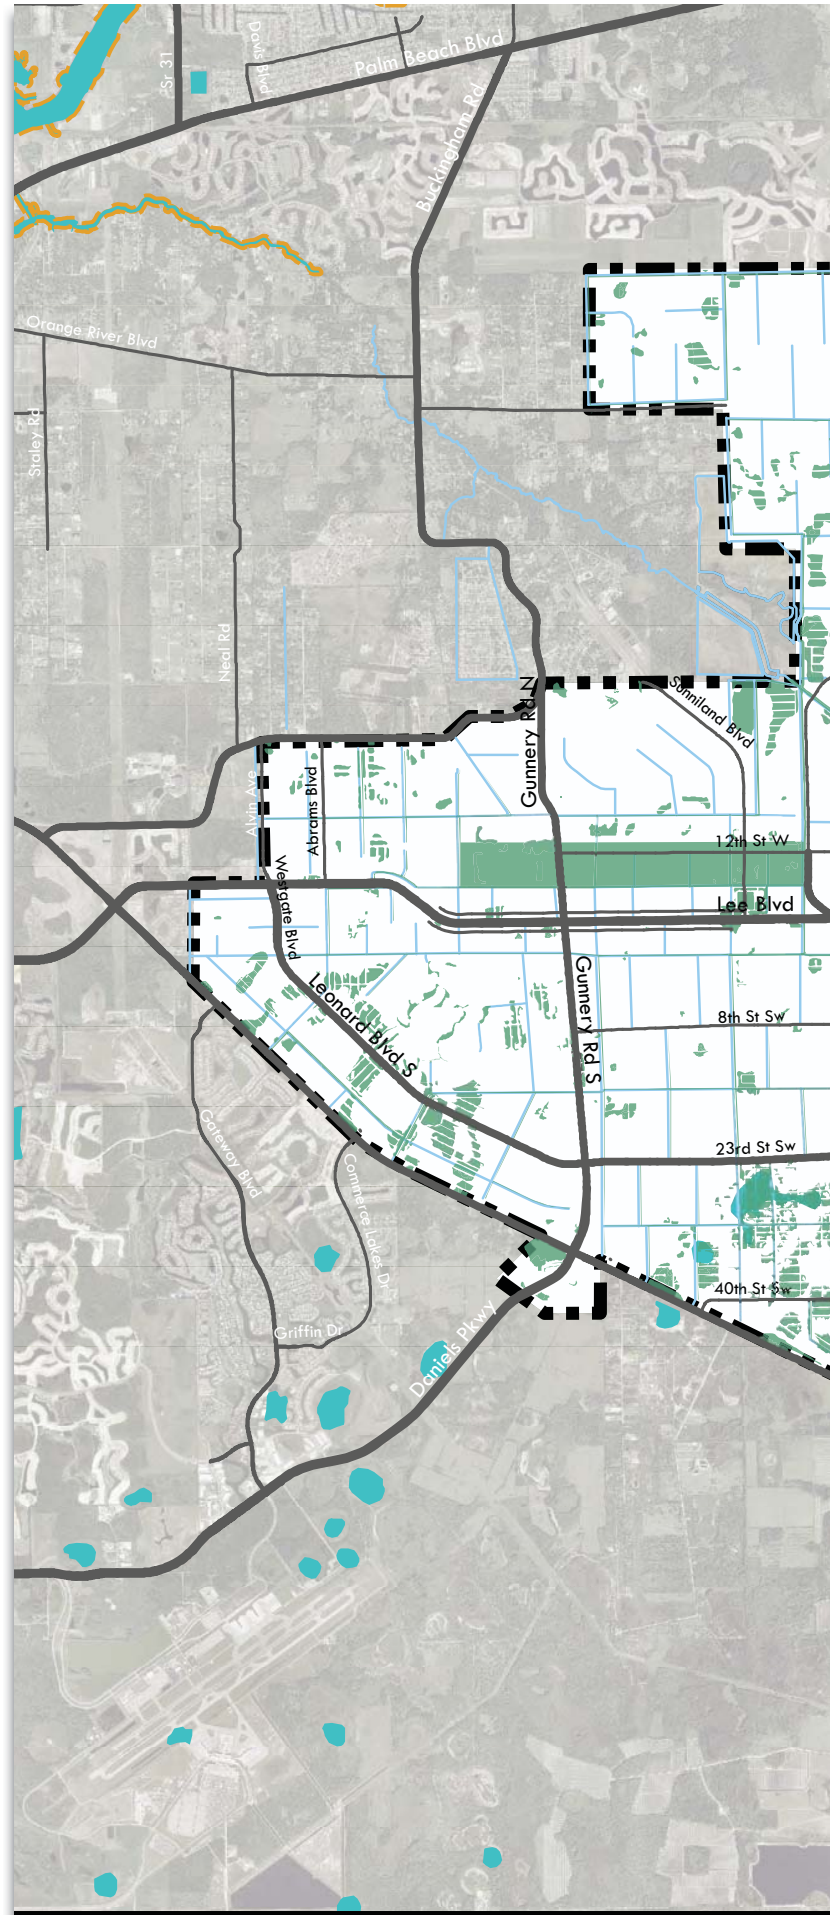 Sr 31
Davis Blvd
Palm Beach Blvd
Buckingham Rd
Orange River Blvd
Staley Rd
Neal Rd
Sunniland Blvd
Gunnery Rd N
Alvin Ave
Abrams Blvd
12th St W
Westgate Blvd
Lee Blvd
Leonard Blvd S
Gunnery Rd S
8th St Sw
Gateway Blvd
Commerce Lakes Dr
23rd St Sw
40th St Sw
Griffin Dr
Daniels Pkwy